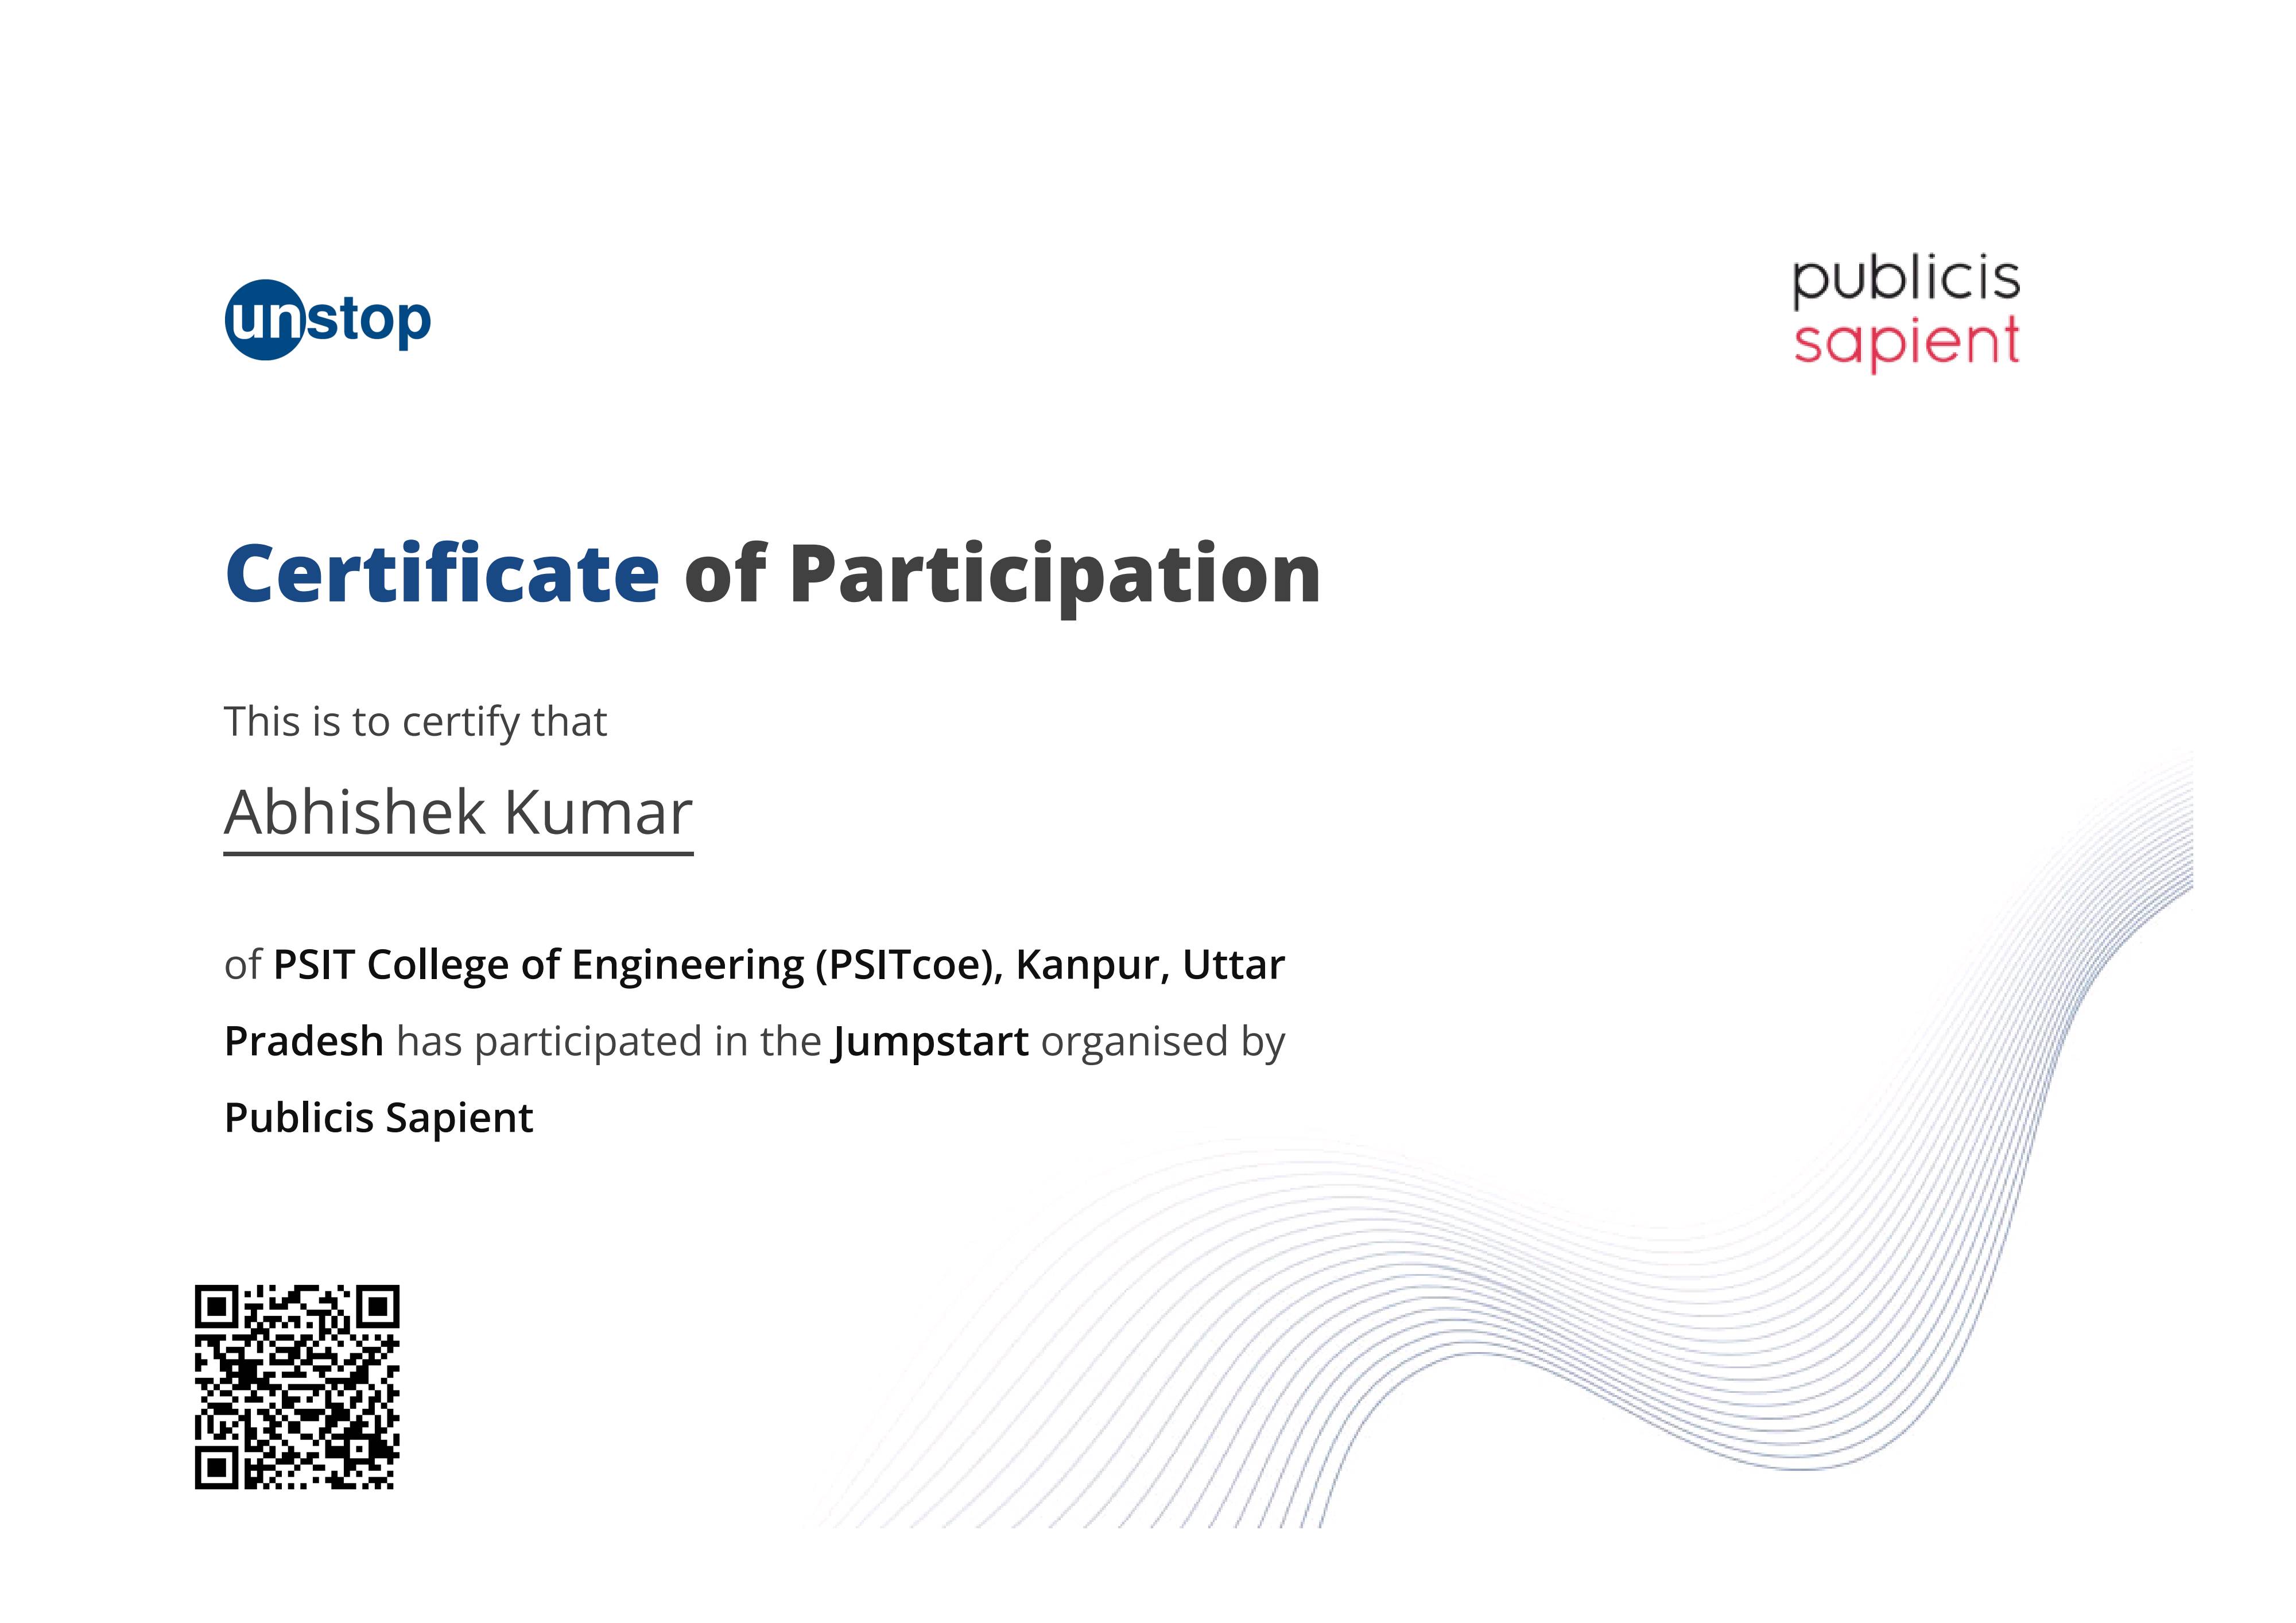 unstop
publicis
sapient
Certificate of Participation
This is to certify that
Abhishek Kumar
of PSIT College of Engineering (PSITcoe), Kanpur, Uttar
Pradesh has participated in the Jumpstart organised by
Publicis Sapient